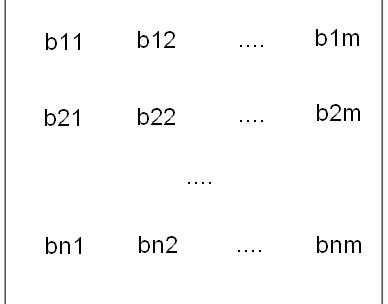 b11 b12 .... b1m
b21 b22 .... b2m
....
bn1 bn2 .... bnm